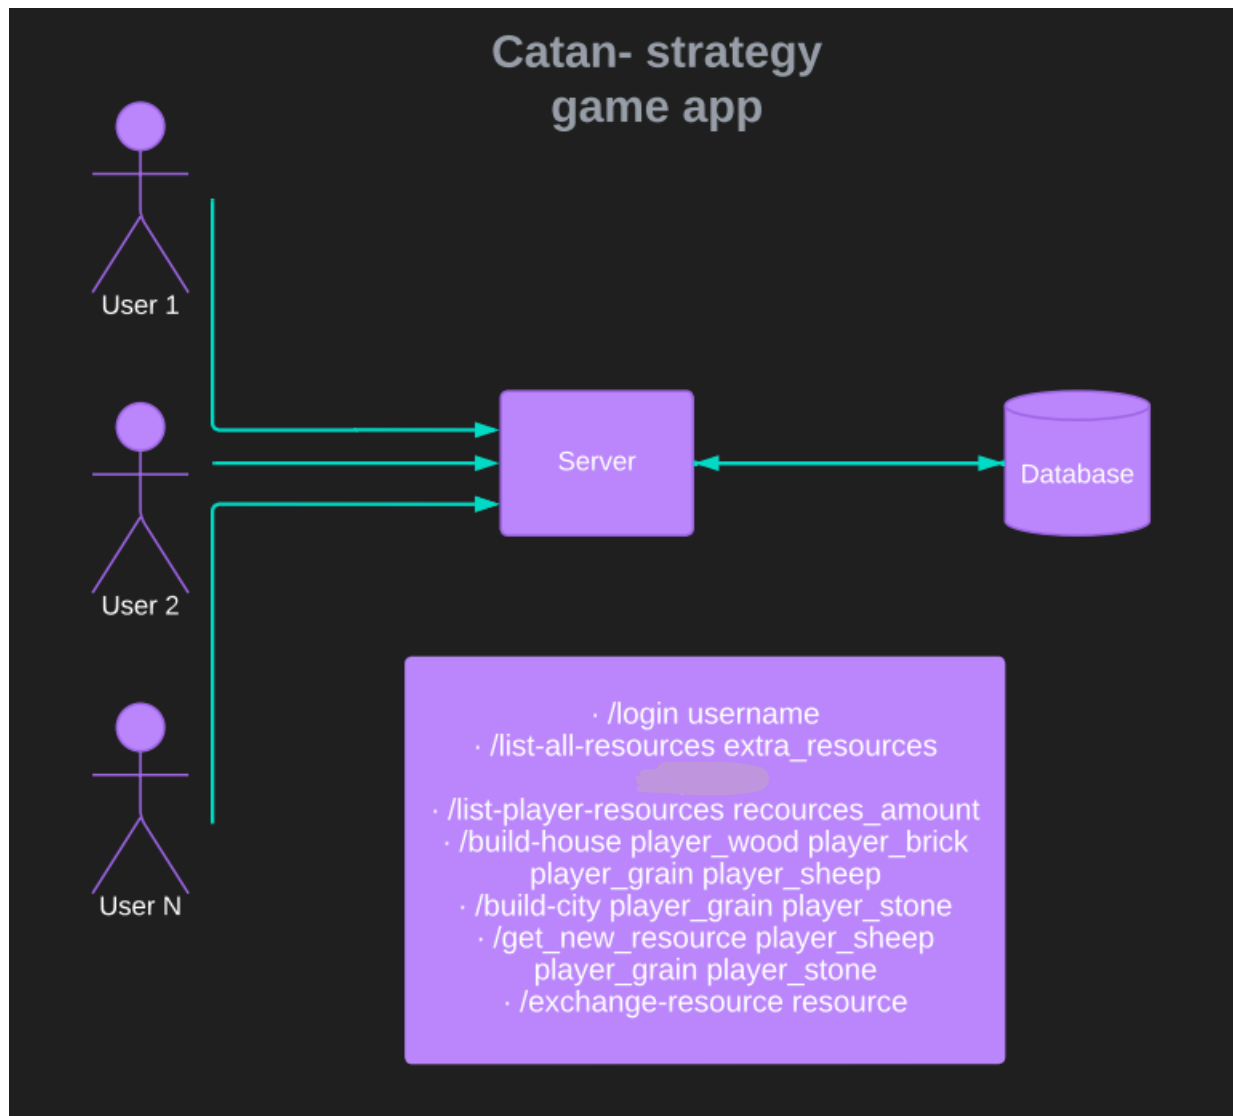 Catan- strategy
game app
User 1
Server
Database
User 2
User N
· /login username
· /list-all-resources extra_resources
· /list-player-resources recources_amount
· /build-house player_wood player_brick
player_grain player_sheep
· /build-city player_grain player_stone
· /get_new_resource player_sheep
player_grain player_stone
· /exchange-resource resource